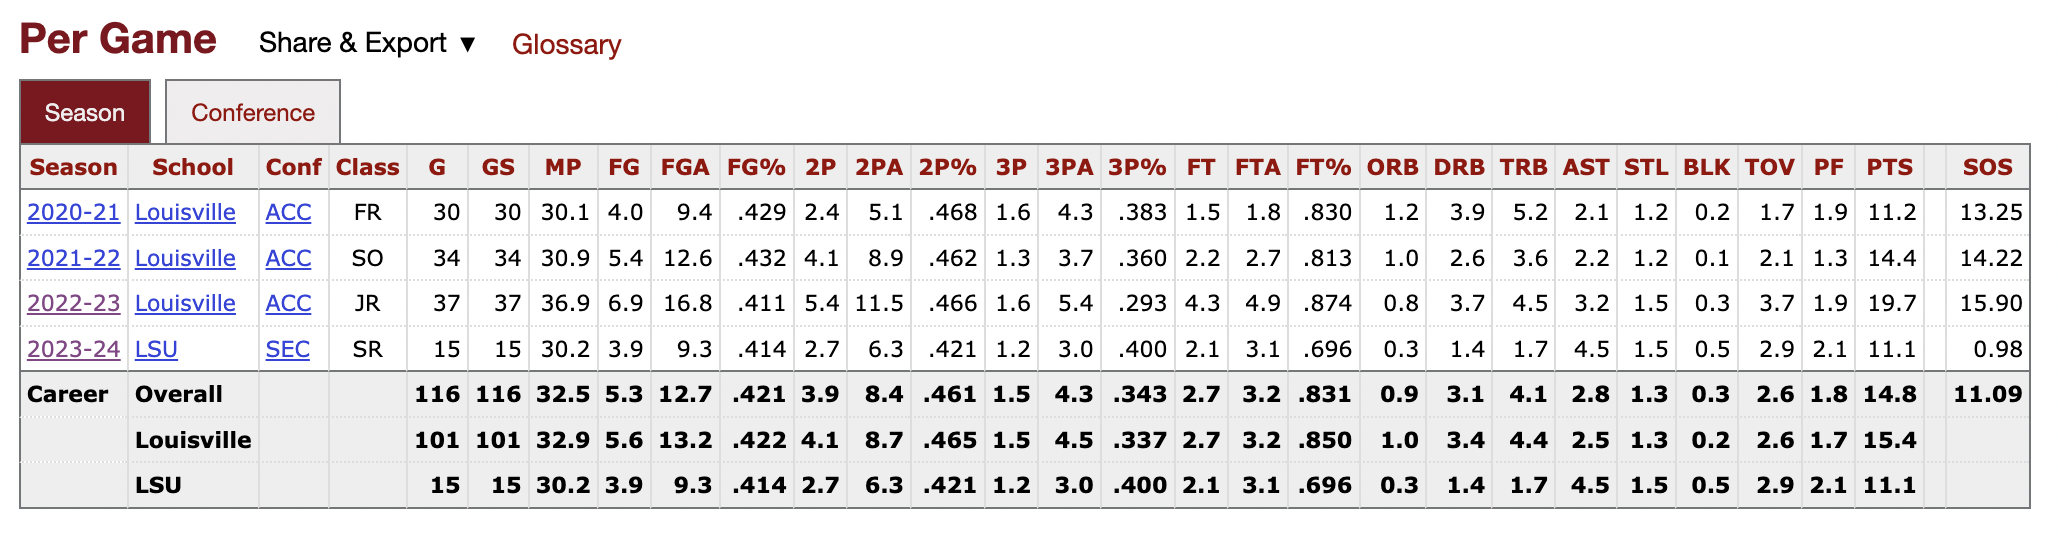 Per Game Share & Export ▼ Glossary
Season Conference
Season School Conf Class G GS MP FG FGA FG% 2P 2PA 2P% 3P 3PA 3P% FT FTA FT% ORB DRB TRB AST STL BLK TOV PF PTS SOS
2020-21 Louisville ACC FR 30 30 30.1 4.0 9.4 .429 2.4 5.1 .468 1.6 4.3 .383 1.5 1.8 .830 1.2 3.9 5.2 2.1 1.2 0.2 1.7 1.9 11.2 13.25
2021-22 Louisville ACC SO 34 34 30.9 5.4 12.6 .432 4.1 8.9 .462 1.3 3.7 .360 2.2 2.7 .813 1.0 2.6 3.6 2.2 1.2 0.1 2.1 1.3 14.4 14.22
2022-23 Louisville ACC JR 37 37 36.9 6.9 16.8 .411 5.4 11.5 .466 1.6 5.4 .293 4.3 4.9 .874 0.8 3.7 4.5 3.2 1.5 0.3 3.7 1.9 19.7 15.90
2023-24 LSU SEC SR 15 15 30.2 3.9 9.3 .414 2.7 6.3 .421 1.2 3.0 .400 2.1 3.1 .696 0.3 1.4 1.7 4.5 1.5 0.5 2.9 2.1 11.1 0.98
Career Overall 116 116 32.5 5.3 12.7 .421 3.9 8.4 .461 1.5 4.3 .343 2.7 3.2 .831 0.9 3.1 4.1 2.8 1.3 0.3 2.6 1.8 14.8 11.09
Louisville 101 101 32.9 5.6 13.2 .422 4.1 8.7 .465 1.5 4.5 .337 2.7 3.2 .850 1.0 3.4 4.4 2.5 1.3 0.2 2.6 1.7 15.4
LSU 15 15 30.2 3.9 9.3 .414 2.7 6.3 .421 1.2 3.0 .400 2.1 3.1 .696 0.3 1.4 1.7 4.5 1.5 0.5 2.9 2.1 11.1